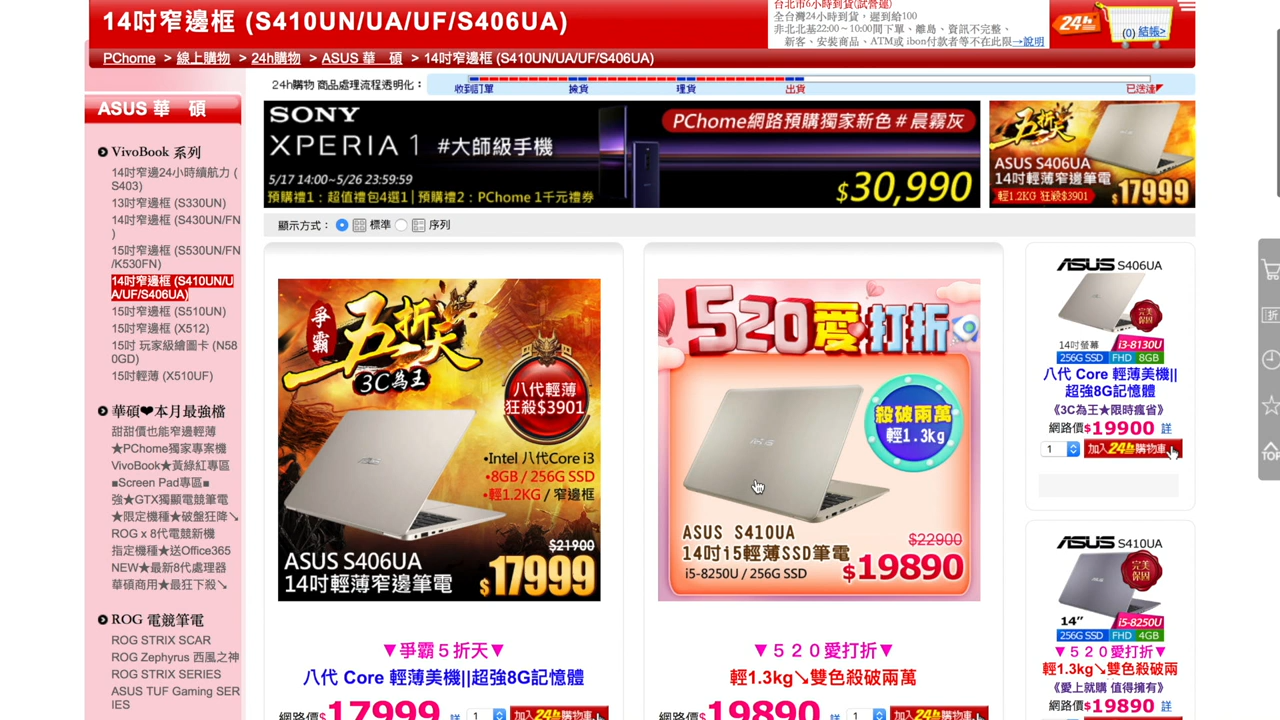 14吋窄邊框 (S410UN/UA/UF/S406UA)
台北市6小時到貨(試營運)
全台灣24小時到貨，遲到給100
非北北基22:00～10:00間下單、離島、資訊不完整、
新客、安裝商品、ATM或 ibon付款者等不在此限→說明
24h
(0) 結帳>
PChome > 線上購物 > 24h購物 > ASUS 華　碩 > 14吋窄邊框 (S410UN/UA/UF/S406UA)
24h購物 商品處理流程透明化：
收到訂單 揀貨 理貨 出貨 已送達
ASUS 華　碩
VivoBook 系列
14吋窄邊24小時續航力 (
S403)
13吋窄邊框 (S330UN)
14吋窄邊框 (S430UN/FN
)
15吋窄邊框 (S530UN/FN
/K530FN)
14吋窄邊框 (S410UN/U
A/UF/S406UA)
15吋窄邊框 (S510UN)
15吋窄邊框 (X512)
15吋 玩家級繪圖卡 (N58
0GD)
15吋輕薄 (X510UF)
華碩❤本月最強檔
甜甜價也能窄邊輕薄
★PChome獨家專案機
VivoBook★黃綠紅專區
■Screen Pad專區■
強★GTX獨顯電競筆電
★限定機種★破盤狂降↘
ROG x 8代電競新機
指定機種★送Office365
NEW★最新8代處理器
華碩商用★最狂下殺↘
ROG 電競筆電
ROG STRIX SCAR
ROG Zephyrus 西風之神
ROG STRIX SERIES
ASUS TUF Gaming SER
IES
SONY
XPERIA 1 #大師級手機
PChome網路預購獨家新色#晨霧灰
5/17 14:00~5/26 23:59:59
預購禮1：超值禮包4選1│預購禮2：PChome 1千元禮券
$30,990
五折天
ASUS S406UA
14吋輕薄窄邊筆電
輕1.2KG 狂殺$3901
$17999
顯示方式： 標準 序列
爭霸
五折天
3C為王
八代輕薄
狂殺$3901
•Intel 八代Core i3
•8GB / 256G SSD
•輕1.2KG / 窄邊框
ASUS S406UA
14吋輕薄窄邊筆電
$21900
$17999
▼爭霸５折天▼
八代 Core 輕薄美機||超強8G記憶體
網路價$17999 詳 1 加入24h購物車
520愛打折
殺破兩萬
輕1.3kg
ASUS
ASUS S410UA
14吋i5輕薄SSD筆電
i5-8250U / 256G SSD
$22900
$19890
▼５２０愛打折▼
輕1.3kg↘雙色殺破兩萬
網路價$19890 詳 1 加入24h購物車
ASUS S406UA
完美
保固
14吋螢幕 i3-8130U
256G SSD FHD 8GB
八代 Core 輕薄美機||
超強8G記憶體
《3C為王★限時瘋省》
網路價$19900 詳
1 加入24h購物車
ASUS S410UA
完美
保固
14” i5-8250U
256G SSD FHD 4GB
▼５２０愛打折▼
輕1.3kg↘雙色殺破兩
《愛上就購 值得擁有》
網路價$19890 詳
折
TOP